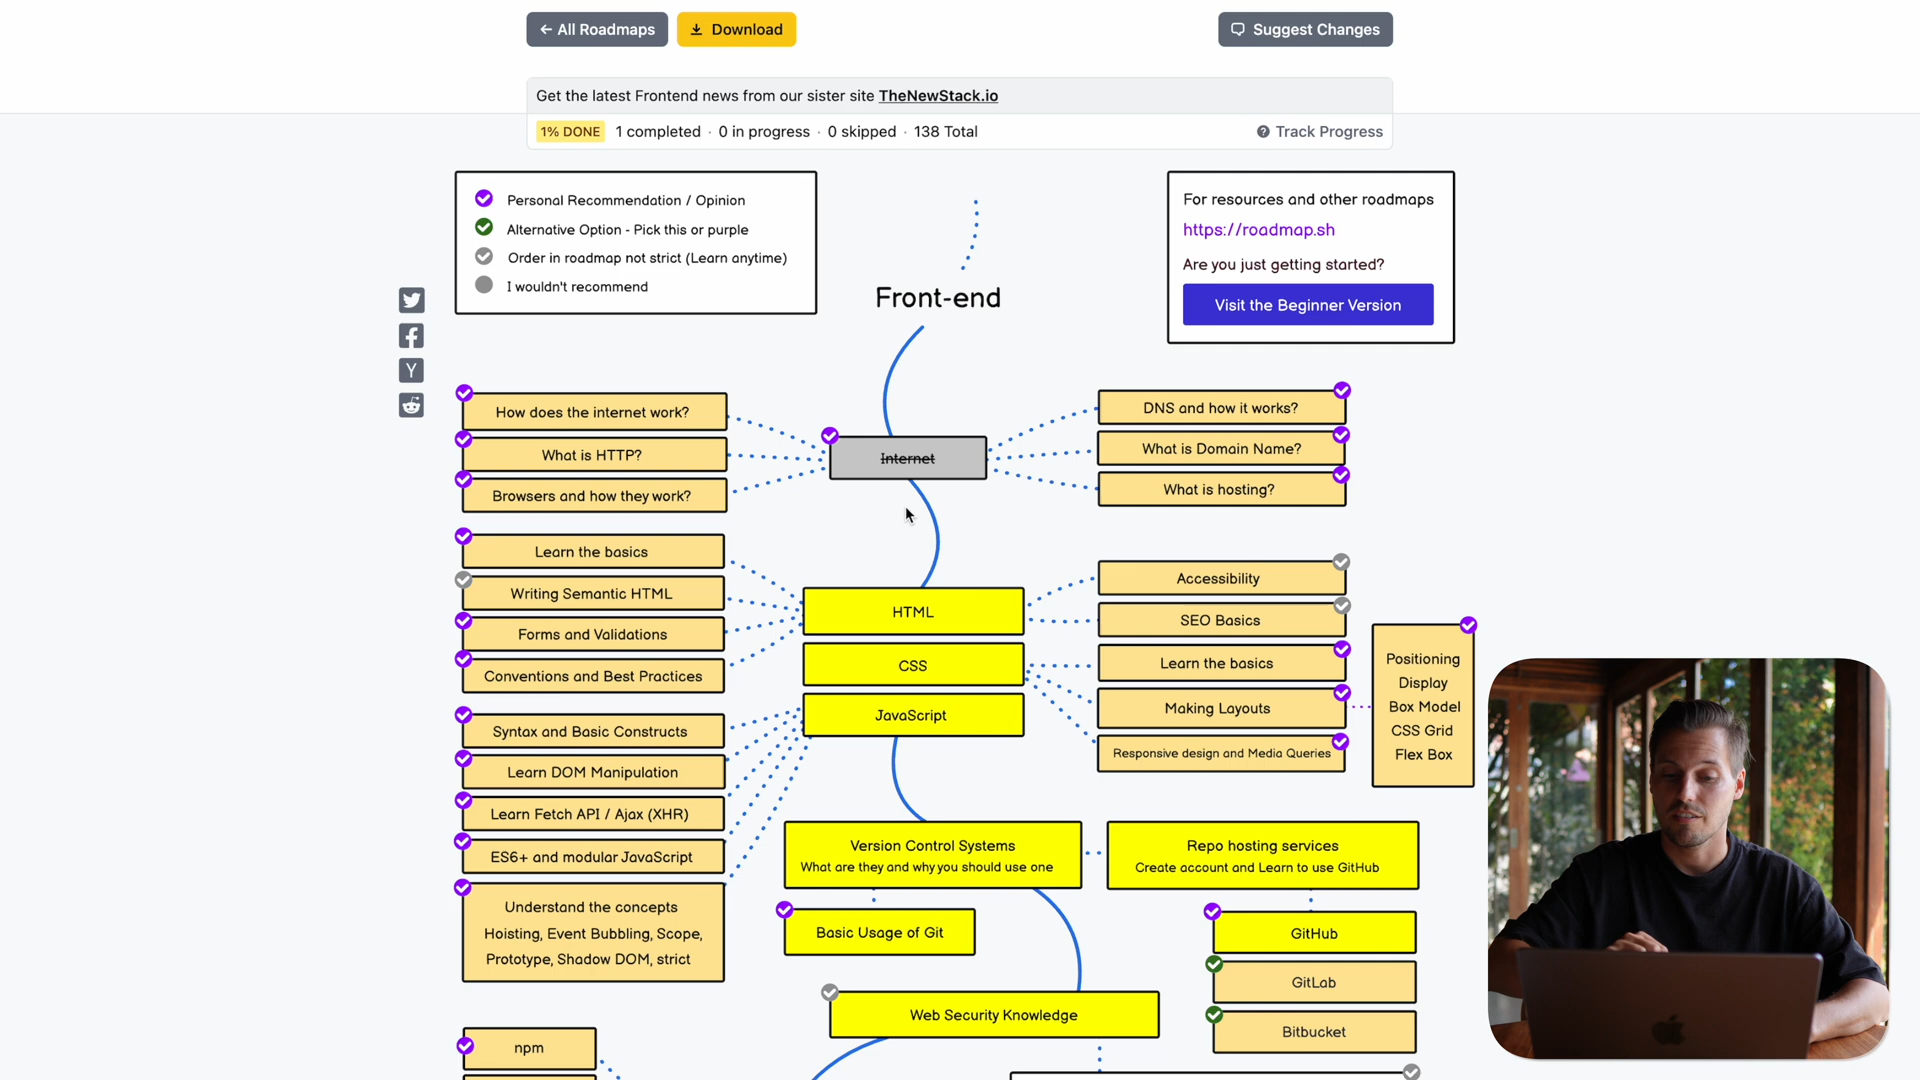 ← All Roadmaps
Download
Suggest Changes
Get the latest Frontend news from our sister site TheNewStack.io
1% DONE 1 completed · 0 in progress · 0 skipped · 138 Total
Track Progress
Personal Recommendation / Opinion
Alternative Option - Pick this or purple
Order in roadmap not strict (Learn anytime)
I wouldn't recommend
For resources and other roadmaps
https://roadmap.sh
Are you just getting started?
Visit the Beginner Version
Front-end
Y
How does the internet work?
What is HTTP?
Browsers and how they work?
Internet
DNS and how it works?
What is Domain Name?
What is hosting?
Learn the basics
Writing Semantic HTML
Forms and Validations
Conventions and Best Practices
HTML
CSS
JavaScript
Accessibility
SEO Basics
Learn the basics
Making Layouts
Responsive design and Media Queries
Positioning
Display
Box Model
CSS Grid
Flex Box
Syntax and Basic Constructs
Learn DOM Manipulation
Learn Fetch API / Ajax (XHR)
ES6+ and modular JavaScript
Understand the concepts
Hoisting, Event Bubbling, Scope,
Prototype, Shadow DOM, strict
Version Control Systems
What are they and why you should use one
Repo hosting services
Create account and Learn to use GitHub
Basic Usage of Git
GitHub
GitLab
Bitbucket
Web Security Knowledge
npm